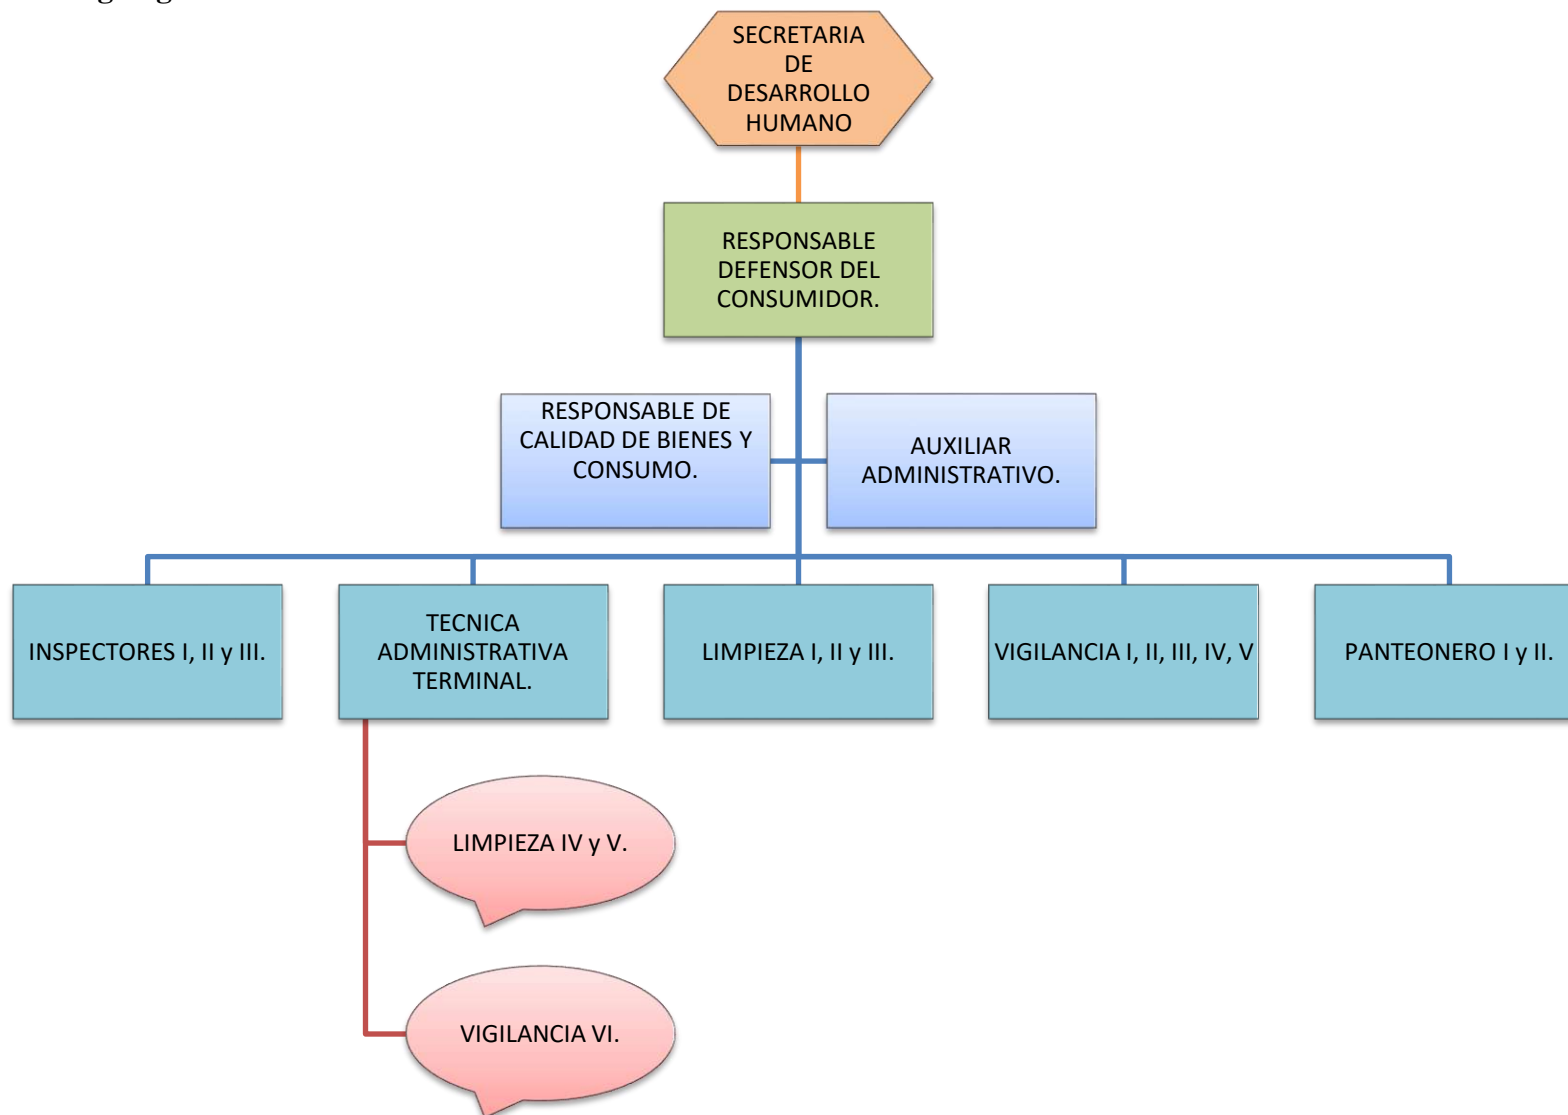 SECRETARIA
DE
DESARROLLO
HUMANO
RESPONSABLE
DEFENSOR DEL
CONSUMIDOR.
RESPONSABLE DE
CALIDAD DE BIENES Y
CONSUMO.
AUXILIAR
ADMINISTRATIVO.
INSPECTORES I, II y III.
TECNICA
ADMINISTRATIVA
TERMINAL.
LIMPIEZA I, II y III.
VIGILANCIA I, II, III, IV, V
PANTEONERO I y II.
LIMPIEZA IV y V.
VIGILANCIA VI.